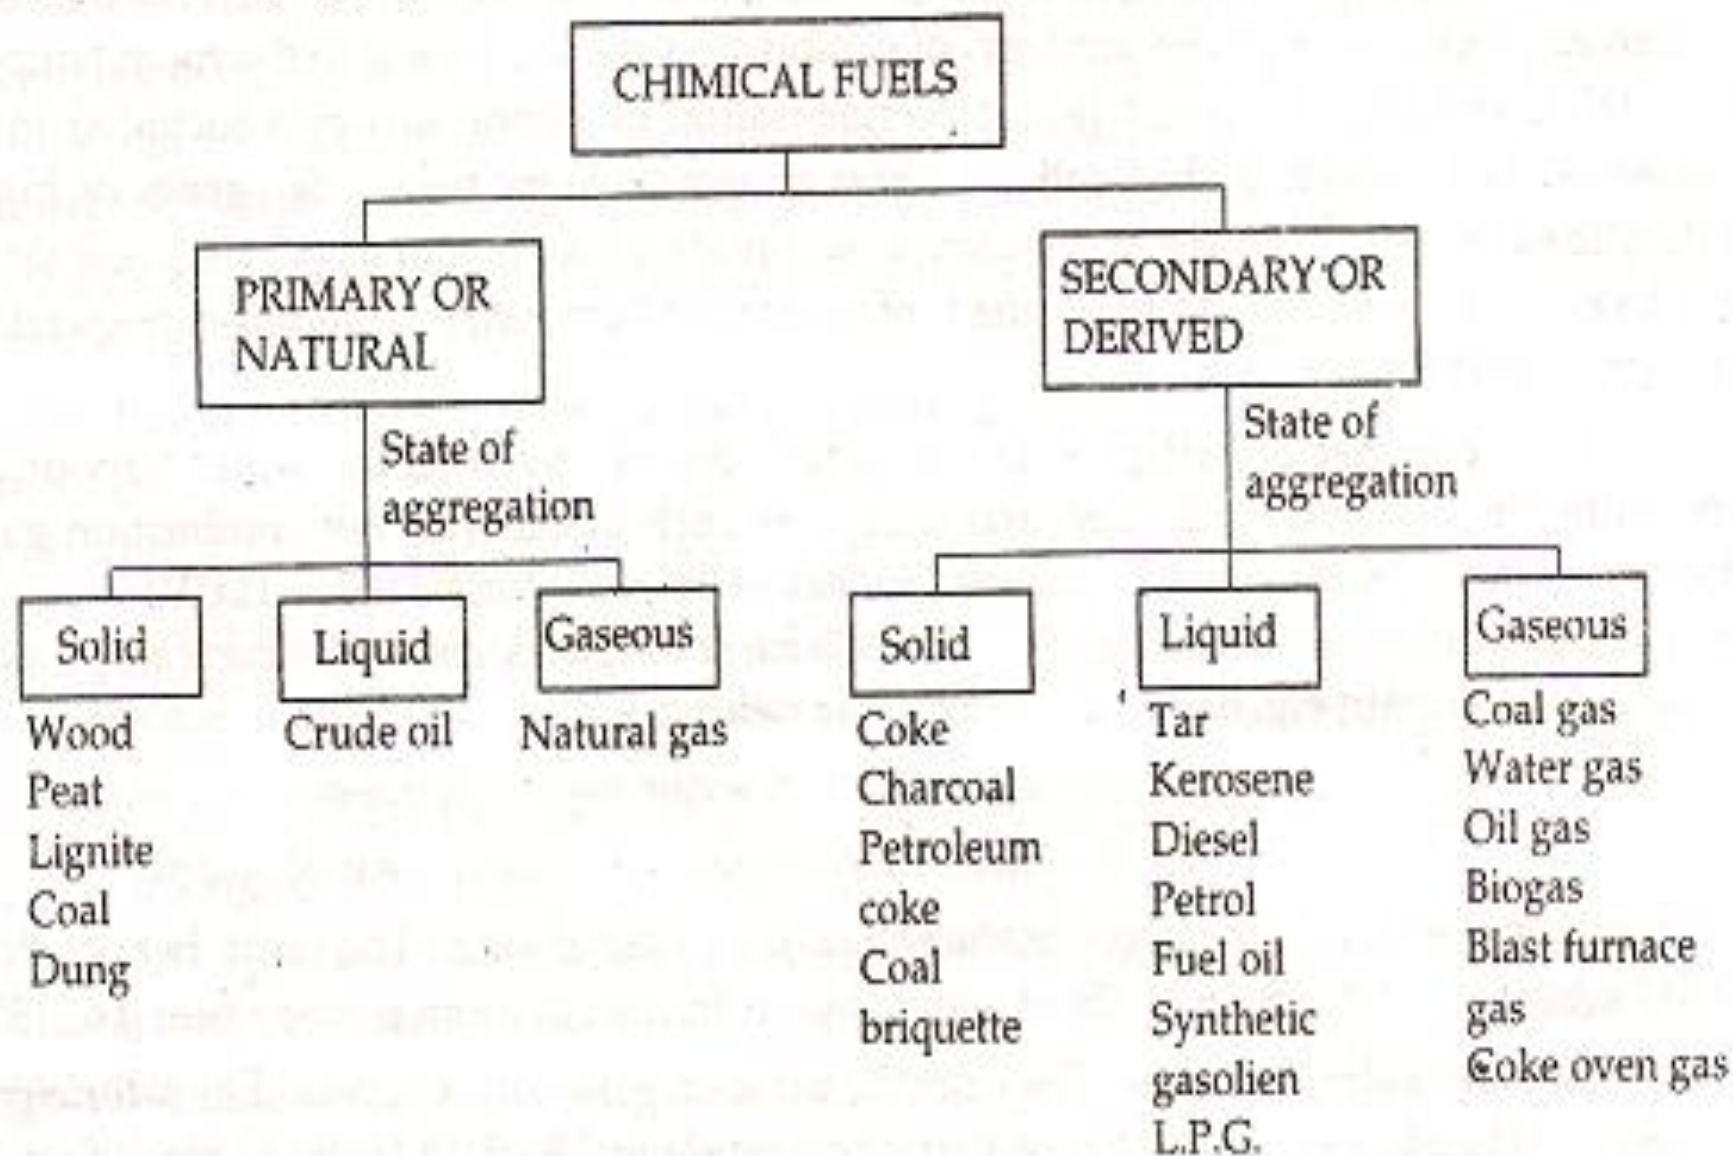 CHIMICAL FUELS
PRIMARY OR
NATURAL
SECONDARY OR
DERIVED
State of
aggregation
State of
aggregation
Solid
Liquid
Gaseous
Solid
Liquid
Gaseous
Wood
Peat
Lignite
Coal
Dung
Crude oil
Natural gas
Coke
Charcoal
Petroleum
coke
Coal
briquette
Tar
Kerosene
Diesel
Petrol
Fuel oil
Synthetic
gasolien
L.P.G.
Coal gas
Water gas
Oil gas
Biogas
Blast furnace
gas
Coke oven gas